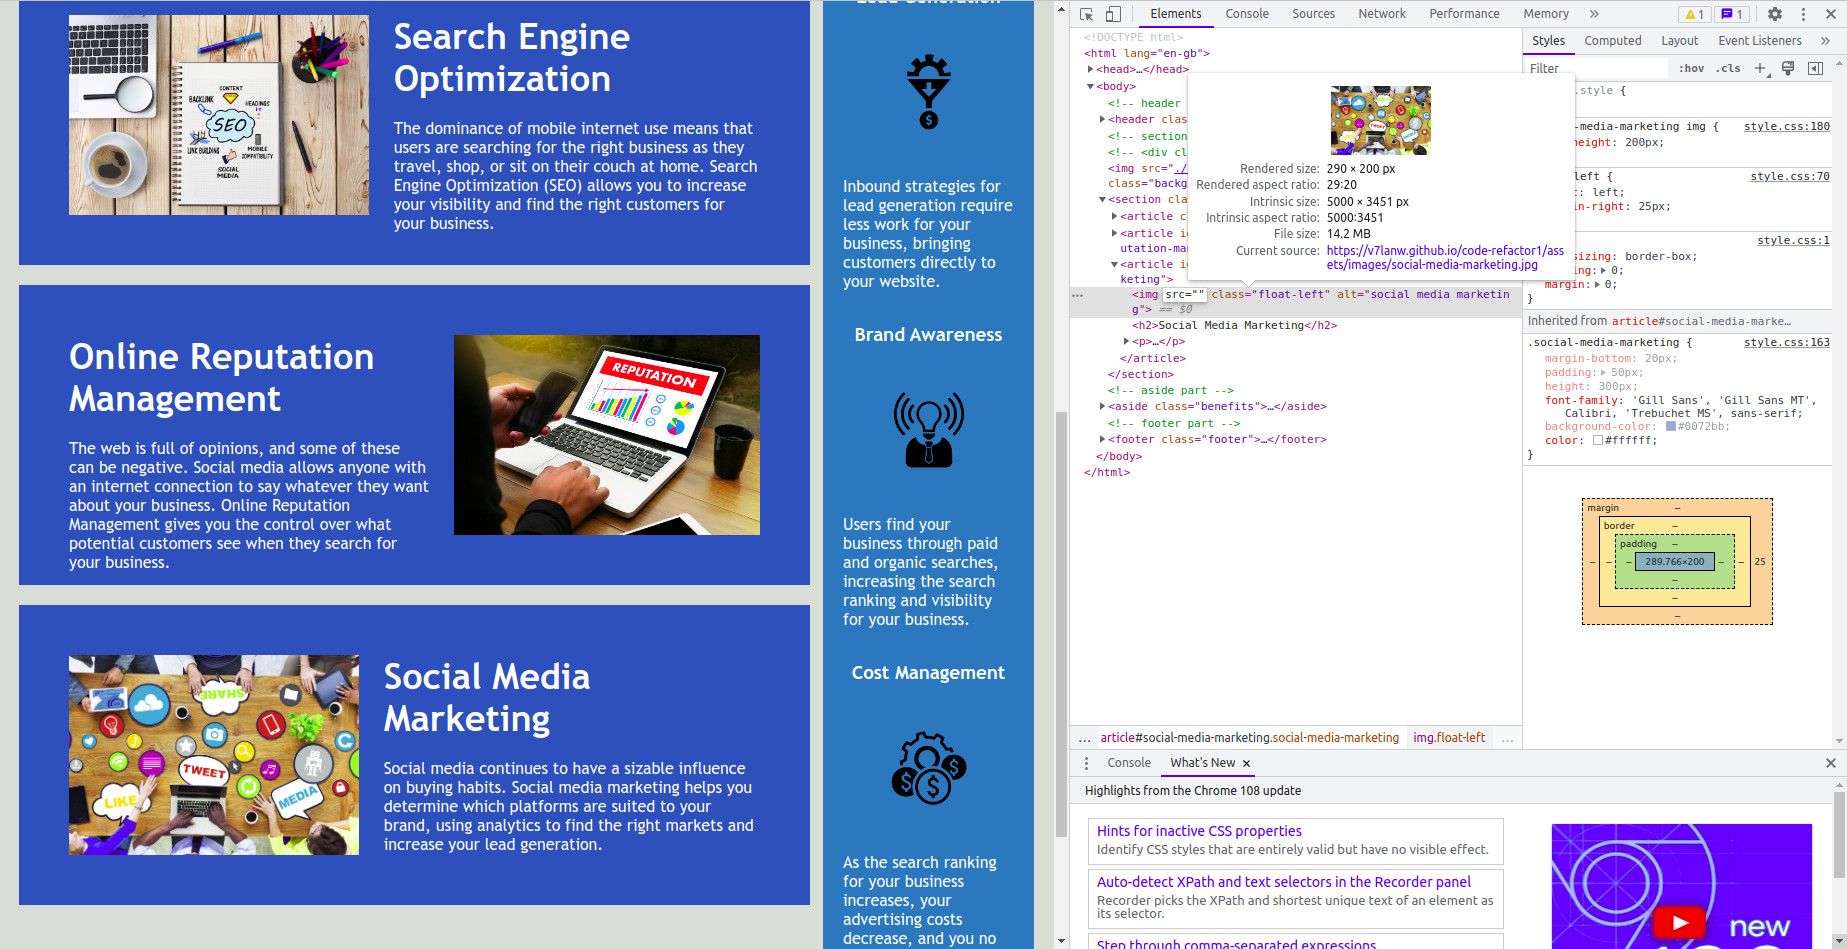 Search Engine
Optimization
The dominance of mobile internet use means that
users are searching for the right business as they
travel, shop, or sit on their couch at home. Search
Engine Optimization (SEO) allows you to increase
your visibility and find the right customers for
your business.
CONTENT
BACKLINK
HEADINGS
SEO
LINK BUILDING
MOBILE
COMPATIBILITY
SOCIAL
MEDIA
Online Reputation
Management
The web is full of opinions, and some of these
can be negative. Social media allows anyone with
an internet connection to say whatever they want
about your business. Online Reputation
Management gives you the control over what
potential customers see when they search for
your business.
REPUTATION
Social Media
Marketing
Social media continues to have a sizable influence
on buying habits. Social media marketing helps you
determine which platforms are suited to your
brand, using analytics to find the right markets and
increase your lead generation.
SHARE
TWEET
LIKE
MEDIA
Lead Generation
Inbound strategies for
lead generation require
less work for your
business, bringing
customers directly to
your website.
Brand Awareness
Users find your
business through paid
and organic searches,
increasing the search
ranking and visibility
for your business.
Cost Management
As the search ranking
for your business
increases, your
advertising costs
decrease, and you no
Elements Console Sources Network Performance Memory » 1 1
<!DOCTYPE html>
<html lang="en-gb">
<head>…</head>
<body>
<!-- header
<header clas
<!-- section
<!-- <div cl
<img src="./
class="backg
<section cla
<article c
<article i
utation-ma
<article i
keting">
<img src="" class="float-left" alt="social media marketin
g"> == $0
<h2>Social Media Marketing</h2>
<p>…</p>
</article>
</section>
<!-- aside part -->
<aside class="benefits">…</aside>
<!-- footer part -->
<footer class="footer">…</footer>
</body>
</html>
Rendered size: 290 × 200 px
Rendered aspect ratio: 29:20
Intrinsic size: 5000 × 3451 px
Intrinsic aspect ratio: 5000:3451
File size: 14.2 MB
Current source: https://v7lanw.github.io/code-refactor1/ass
ets/images/social-media-marketing.jpg
… article#social-media-marketing.social-media-marketing img.float-left …
Styles Computed Layout Event Listeners »
Filter :hov .cls +
.style {
-media-marketing img { style.css:180
eight: 200px;
left { style.css:70
t: left;
in-right: 25px;
style.css:1
sizing: border-box;
ing: 0;
margin: 0;
}
Inherited from article#social-media-marke…
.social-media-marketing { style.css:163
margin-bottom: 20px;
padding: 50px;
height: 300px;
font-family: 'Gill Sans', 'Gill Sans MT',
Calibri, 'Trebuchet MS', sans-serif;
background-color: #0072bb;
color: #ffffff;
}
margin –
border –
padding –
– – – 289.766×200 – – 25
–
–
–
Console What's New ×
Highlights from the Chrome 108 update
Hints for inactive CSS properties
Identify CSS styles that are entirely valid but have no visible effect.
Auto-detect XPath and text selectors in the Recorder panel
Recorder picks the XPath and shortest unique text of an element as
its selector.
Step through comma-separated expressions
new